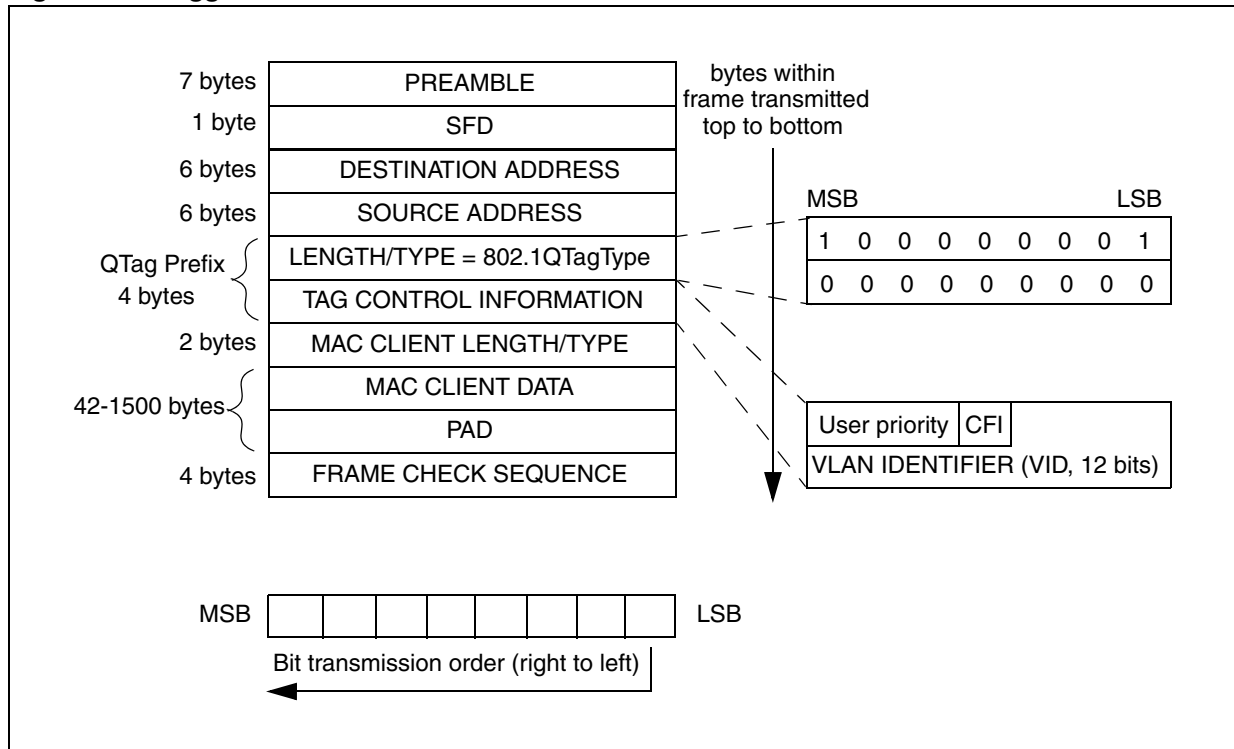 7 bytes
PREAMBLE
1 byte
SFD
6 bytes
DESTINATION ADDRESS
6 bytes
SOURCE ADDRESS
QTag Prefix
4 bytes
LENGTH/TYPE = 802.1QTagType
TAG CONTROL INFORMATION
2 bytes
MAC CLIENT LENGTH/TYPE
42-1500 bytes
MAC CLIENT DATA
PAD
4 bytes
FRAME CHECK SEQUENCE
bytes within
frame transmitted
top to bottom
MSB LSB
1 0 0 0 0 0 0 0 1
0 0 0 0 0 0 0 0 0
User priority CFI
VLAN IDENTIFIER (VID, 12 bits)
MSB LSB
Bit transmission order (right to left)